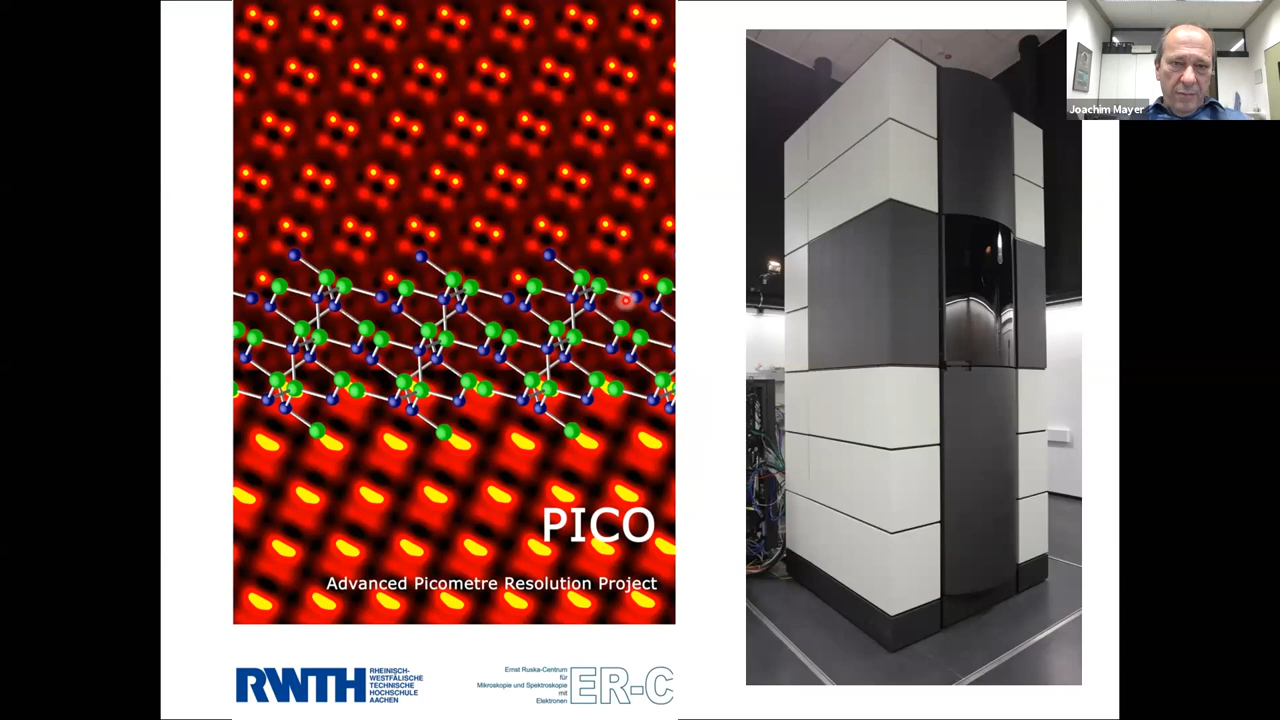 Joachim Mayer
PICO
Advanced Picometre Resolution Project
RWTH
RHEINISCH-
WESTFÄLISCHE
TECHNISCHE
HOCHSCHULE
AACHEN
Ernst Ruska-Centrum
für
Mikroskopie und Spektroskopie
mit
Elektronen
ER-C